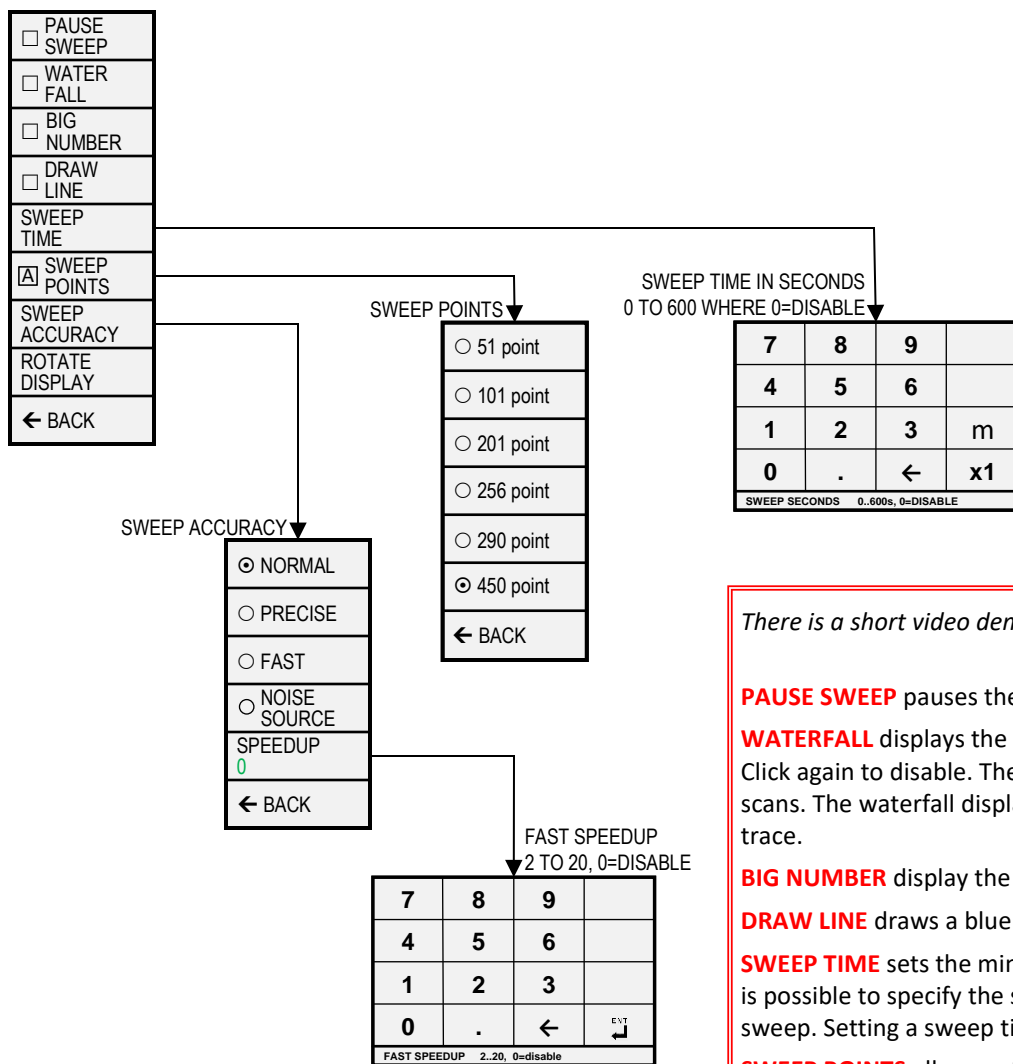 PAUSE
SWEEP
WATER
FALL
BIG
NUMBER
DRAW
LINE
SWEEP
TIME
A SWEEP
POINTS
SWEEP
ACCURACY
ROTATE
DISPLAY
← BACK
SWEEP TIME IN SECONDS
0 TO 600 WHERE 0=DISABLE
7 8 9
4 5 6
1 2 3 m
0 . ← x1
SWEEP SECONDS 0..600s, 0=DISABLE
SWEEP POINTS
51 point
101 point
201 point
256 point
290 point
450 point
← BACK
SWEEP ACCURACY
NORMAL
PRECISE
FAST
NOISE
SOURCE
SPEEDUP
0
← BACK
FAST SPEEDUP
2 TO 20, 0=DISABLE
7 8 9
4 5 6
1 2 3
0 . ← ENT
FAST SPEEDUP 2..20, 0=disable
There is a short video den
PAUSE SWEEP pauses the
WATERFALL displays the
Click again to disable. The
scans. The waterfall displa
trace.
BIG NUMBER display the
DRAW LINE draws a blue
SWEEP TIME sets the min
is possible to specify the s
sweep. Setting a sweep ti